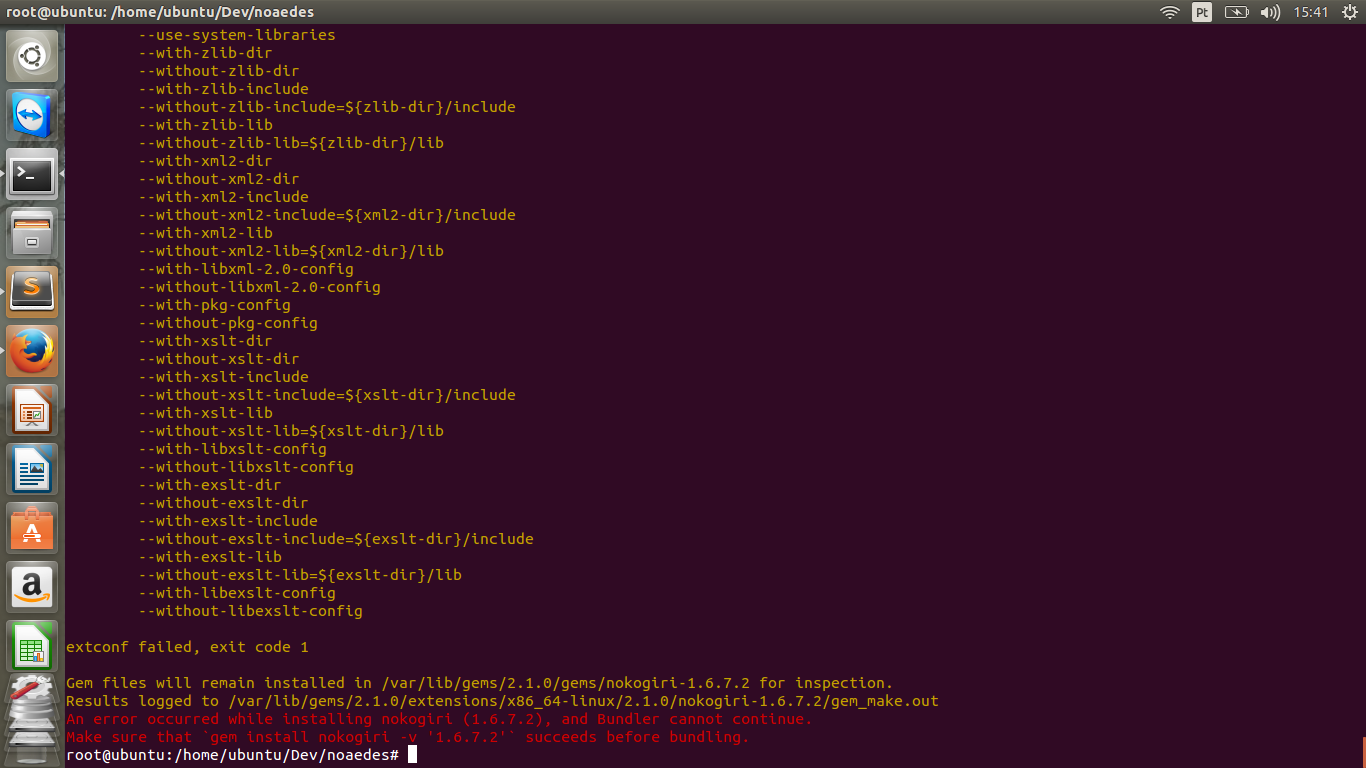 root@ubuntu: /home/ubuntu/Dev/noaedes
Pt
15:41
--use-system-libraries
--with-zlib-dir
--without-zlib-dir
--with-zlib-include
--without-zlib-include=${zlib-dir}/include
--with-zlib-lib
--without-zlib-lib=${zlib-dir}/lib
--with-xml2-dir
--without-xml2-dir
--with-xml2-include
--without-xml2-include=${xml2-dir}/include
--with-xml2-lib
--without-xml2-lib=${xml2-dir}/lib
--with-libxml-2.0-config
--without-libxml-2.0-config
--with-pkg-config
--without-pkg-config
--with-xslt-dir
--without-xslt-dir
--with-xslt-include
--without-xslt-include=${xslt-dir}/include
--with-xslt-lib
--without-xslt-lib=${xslt-dir}/lib
--with-libxslt-config
--without-libxslt-config
--with-exslt-dir
--without-exslt-dir
--with-exslt-include
--without-exslt-include=${exslt-dir}/include
--with-exslt-lib
--without-exslt-lib=${exslt-dir}/lib
--with-libexslt-config
--without-libexslt-config
extconf failed, exit code 1
Gem files will remain installed in /var/lib/gems/2.1.0/gems/nokogiri-1.6.7.2 for inspection.
Results logged to /var/lib/gems/2.1.0/extensions/x86_64-linux/2.1.0/nokogiri-1.6.7.2/gem_make.out
An error occurred while installing nokogiri (1.6.7.2), and Bundler cannot continue.
Make sure that `gem install nokogiri -v '1.6.7.2'` succeeds before bundling.
root@ubuntu:/home/ubuntu/Dev/noaedes#